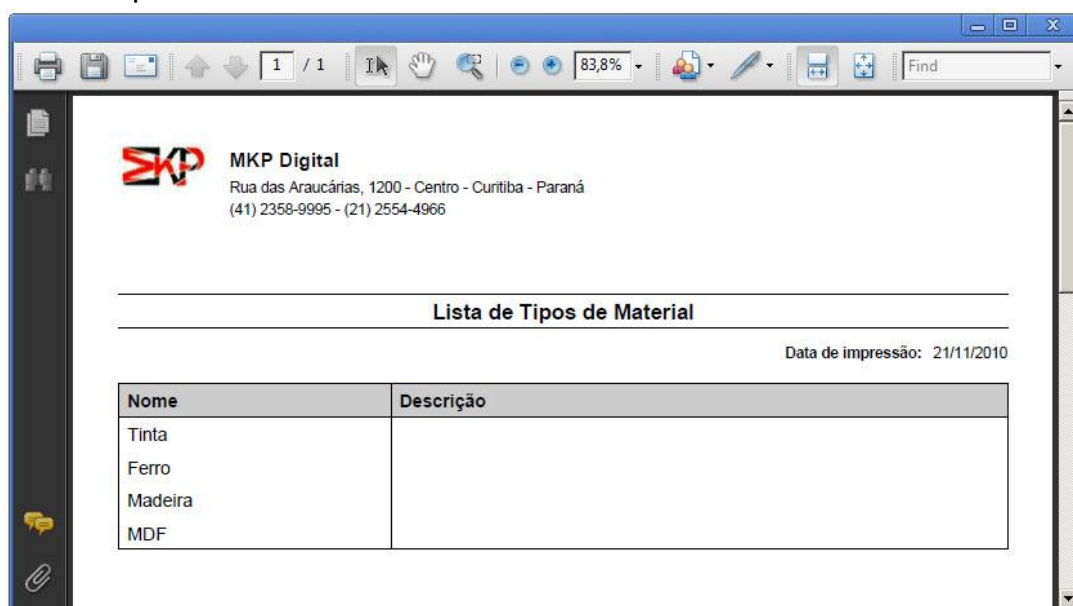 1 / 1 83,8% Find
MKP
MKP Digital
Rua das Araucárias, 1200 - Centro - Curitiba - Paraná
(41) 2358-9995 - (21) 2554-4966
Lista de Tipos de Material
Data de impressão: 21/11/2010
Nome Descrição
Tinta
Ferro
Madeira
MDF